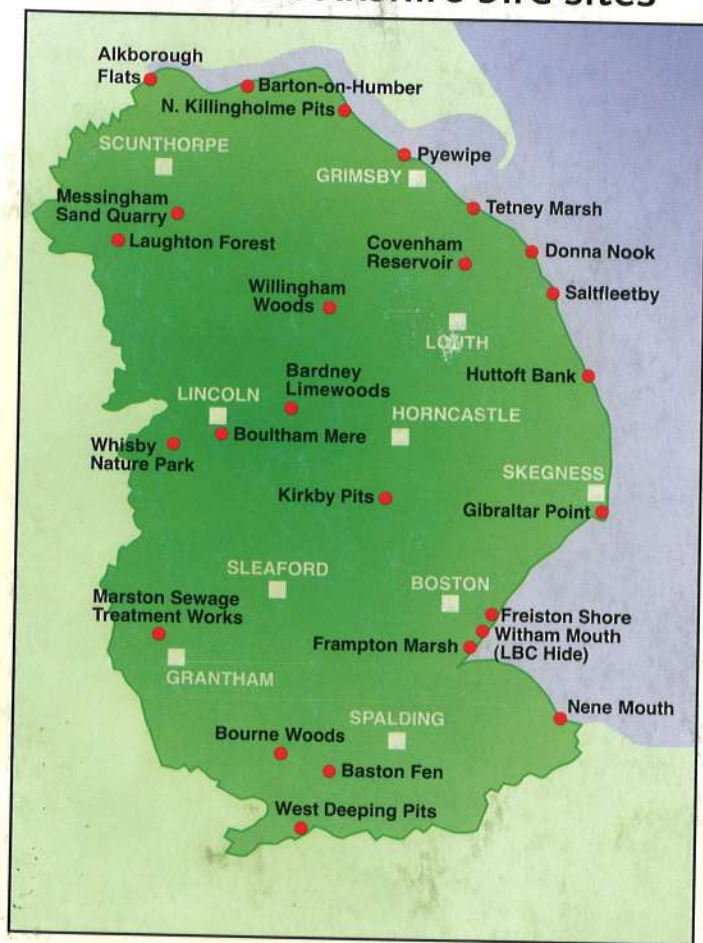 Sites
Alkborough
Flats
Barton-on-Humber
N. Killingholme Pits
SCUNTHORPE
Pyewipe
GRIMSBY
Messingham
Sand Quarry
Tetney Marsh
Laughton Forest
Covenham
Reservoir
Donna Nook
Willingham
Woods
Saltfleetby
LOUTH
Bardney
Limewoods
Huttoft Bank
LINCOLN
HORNCASTLE
Boultham Mere
Whisby
Nature Park
SKEGNESS
Kirkby Pits
Gibraltar Point
SLEAFORD
BOSTON
Marston Sewage
Treatment Works
Freiston Shore
Witham Mouth
(LBC Hide)
Frampton Marsh
GRANTHAM
Nene Mouth
SPALDING
Bourne Woods
Baston Fen
West Deeping Pits